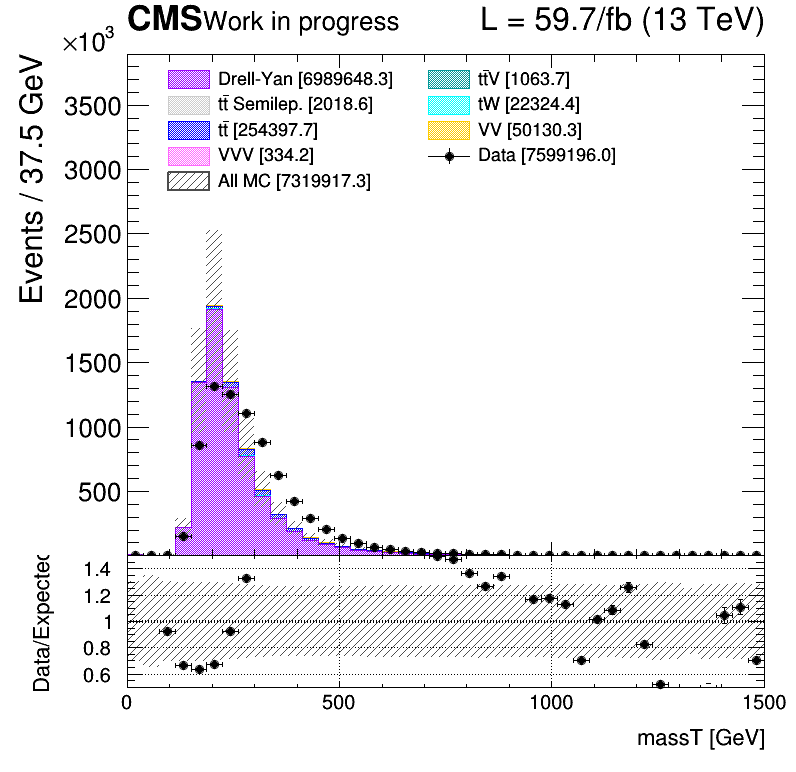 CMS Work in progress L = 59.7/fb (13 TeV)
×10³
Events / 37.5 GeV
Drell-Yan [6989648.3]
tt̄ Semilep. [2018.6]
tt̄ [254397.7]
VVV [334.2]
All MC [7319917.3]
tt̄V [1063.7]
tW [22324.4]
VV [50130.3]
Data [7599196.0]
3500
3000
2500
2000
1500
1000
500
Data/Expected
1.4
1.2
1
0.8
0.6
0 500 1000 1500
massT [GeV]